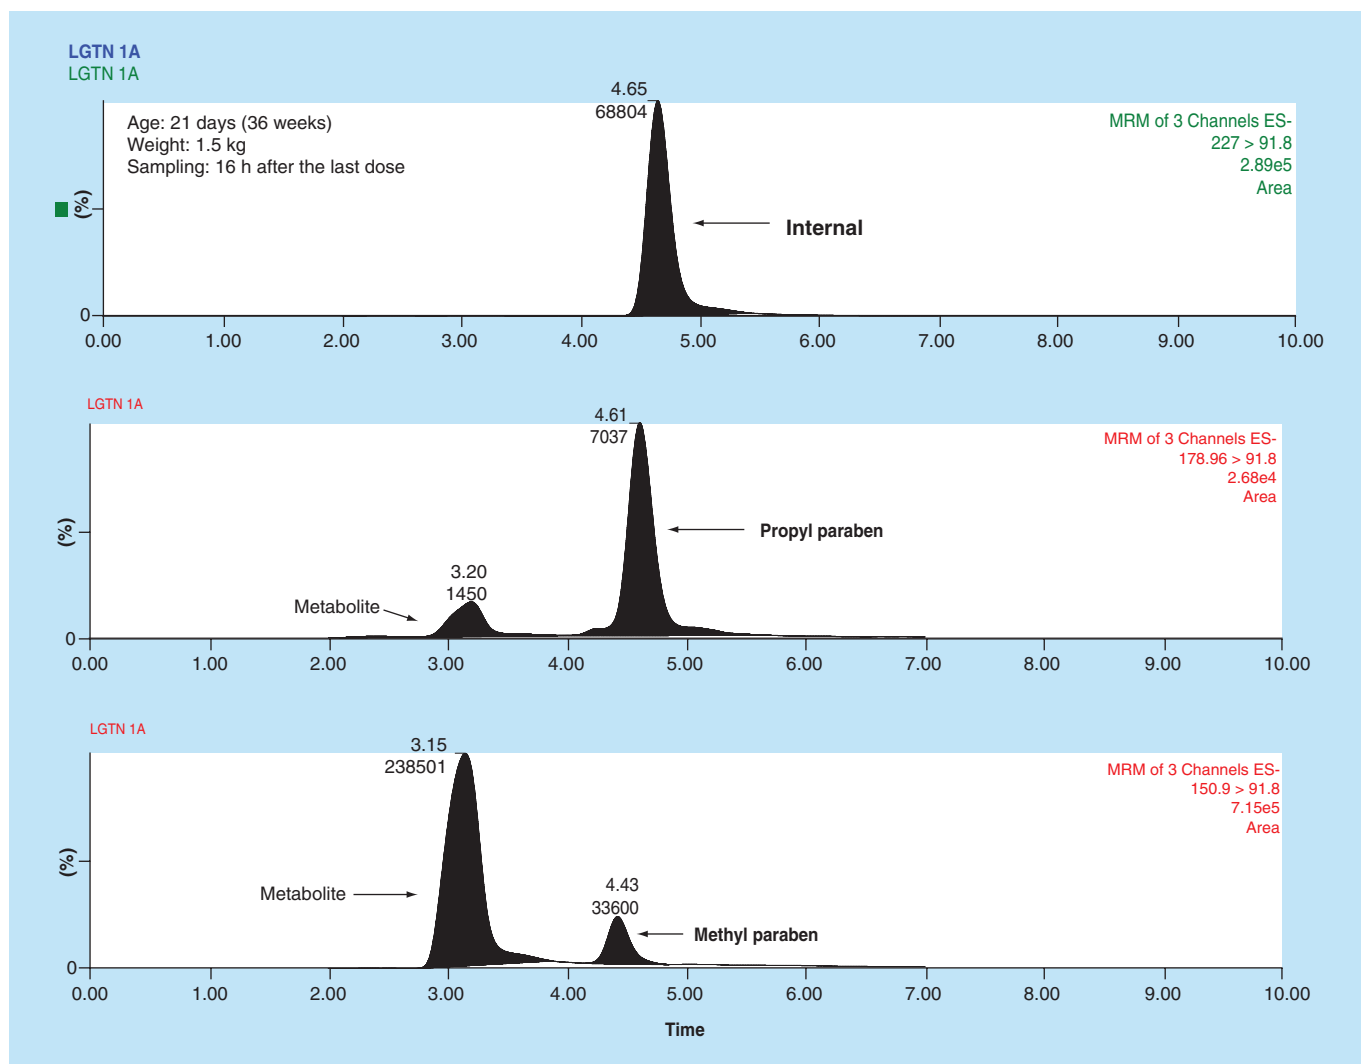 LGTN 1A
LGTN 1A
4.65
68804
Age: 21 days (36 weeks)
Weight: 1.5 kg
Sampling: 16 h after the last dose
MRM of 3 Channels ES-
227 > 91.8
2.89e5
Area
(%)
Internal
0
0.00 1.00 2.00 3.00 4.00 5.00 6.00 7.00 8.00 9.00 10.00
LGTN 1A
4.61
7037
MRM of 3 Channels ES-
178.96 > 91.8
2.68e4
Area
(%)
Propyl paraben
3.20
1450
Metabolite
0
0.00 1.00 2.00 3.00 4.00 5.00 6.00 7.00 8.00 9.00 10.00
LGTN 1A
3.15
238501
MRM of 3 Channels ES-
150.9 > 91.8
7.15e5
Area
(%)
Metabolite
4.43
33600
Methyl paraben
0
0.00 1.00 2.00 3.00 4.00 5.00 6.00 7.00 8.00 9.00 10.00
Time